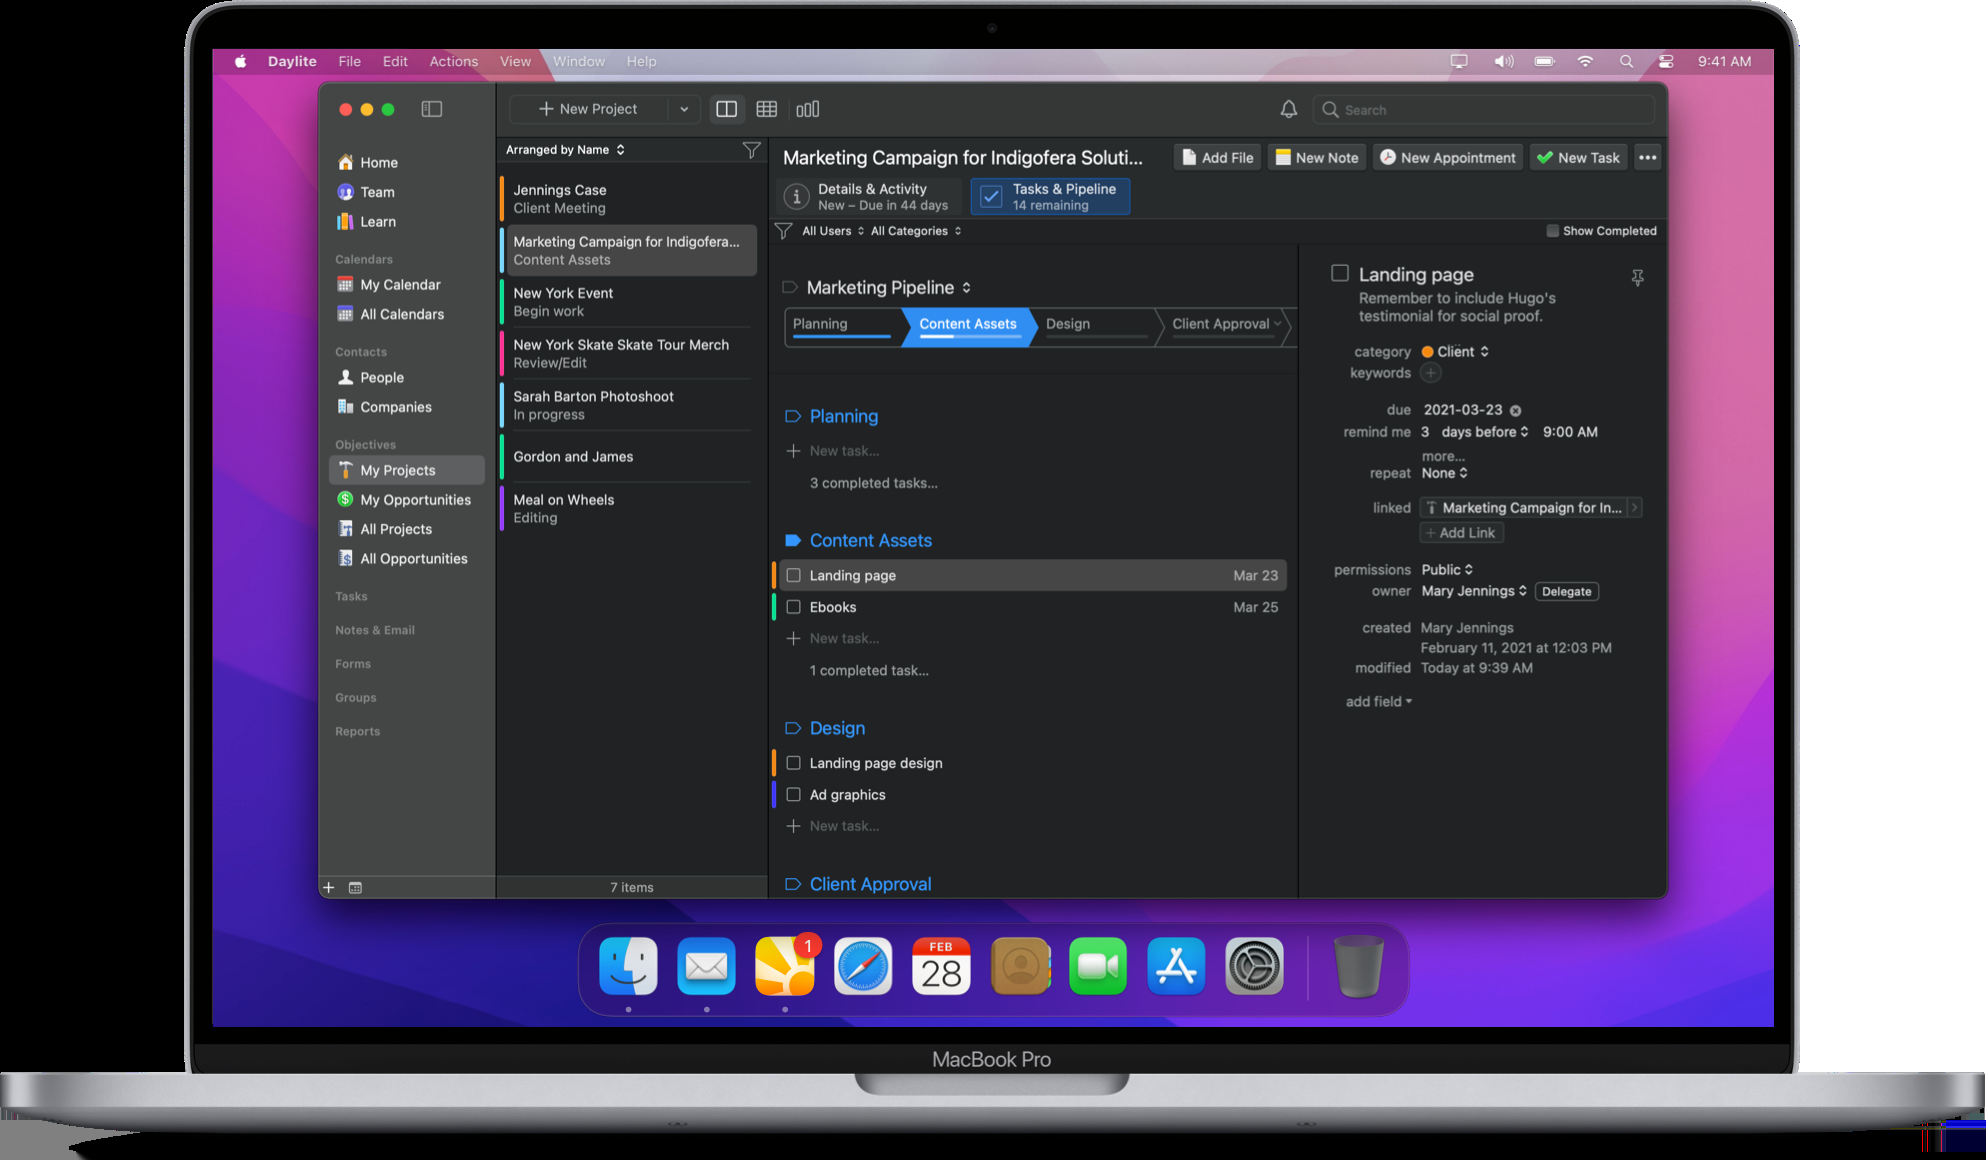 Daylite File Edit Actions View Window Help 9:41 AM
New Project
Search
Home
Team
Learn
Calendars
My Calendar
All Calendars
Contacts
People
Companies
Objectives
My Projects
My Opportunities
All Projects
All Opportunities
Tasks
Notes & Email
Forms
Groups
Reports
Arranged by Name
Jennings Case
Client Meeting
Marketing Campaign for Indigofera...
Content Assets
New York Event
Begin work
New York Skate Skate Tour Merch
Review/Edit
Sarah Barton Photoshoot
In progress
Gordon and James
Meal on Wheels
Editing
7 items
Marketing Campaign for Indigofera Soluti...
Add File New Note New Appointment New Task
Details & Activity
New – Due in 44 days
Tasks & Pipeline
14 remaining
All Users All Categories Show Completed
Marketing Pipeline
Planning Content Assets Design Client Approval
Planning
New task...
3 completed tasks...
Content Assets
Landing page Mar 23
Ebooks Mar 25
New task...
1 completed task...
Design
Landing page design
Ad graphics
New task...
Client Approval
Landing page
Remember to include Hugo's
testimonial for social proof.
category Client
keywords
due 2021-03-23
remind me 3 days before 9:00 AM
more...
repeat None
linked Marketing Campaign for In...
+ Add Link
permissions Public
owner Mary Jennings Delegate
created Mary Jennings
February 11, 2021 at 12:03 PM
modified Today at 9:39 AM
add field
1
FEB
28
MacBook Pro